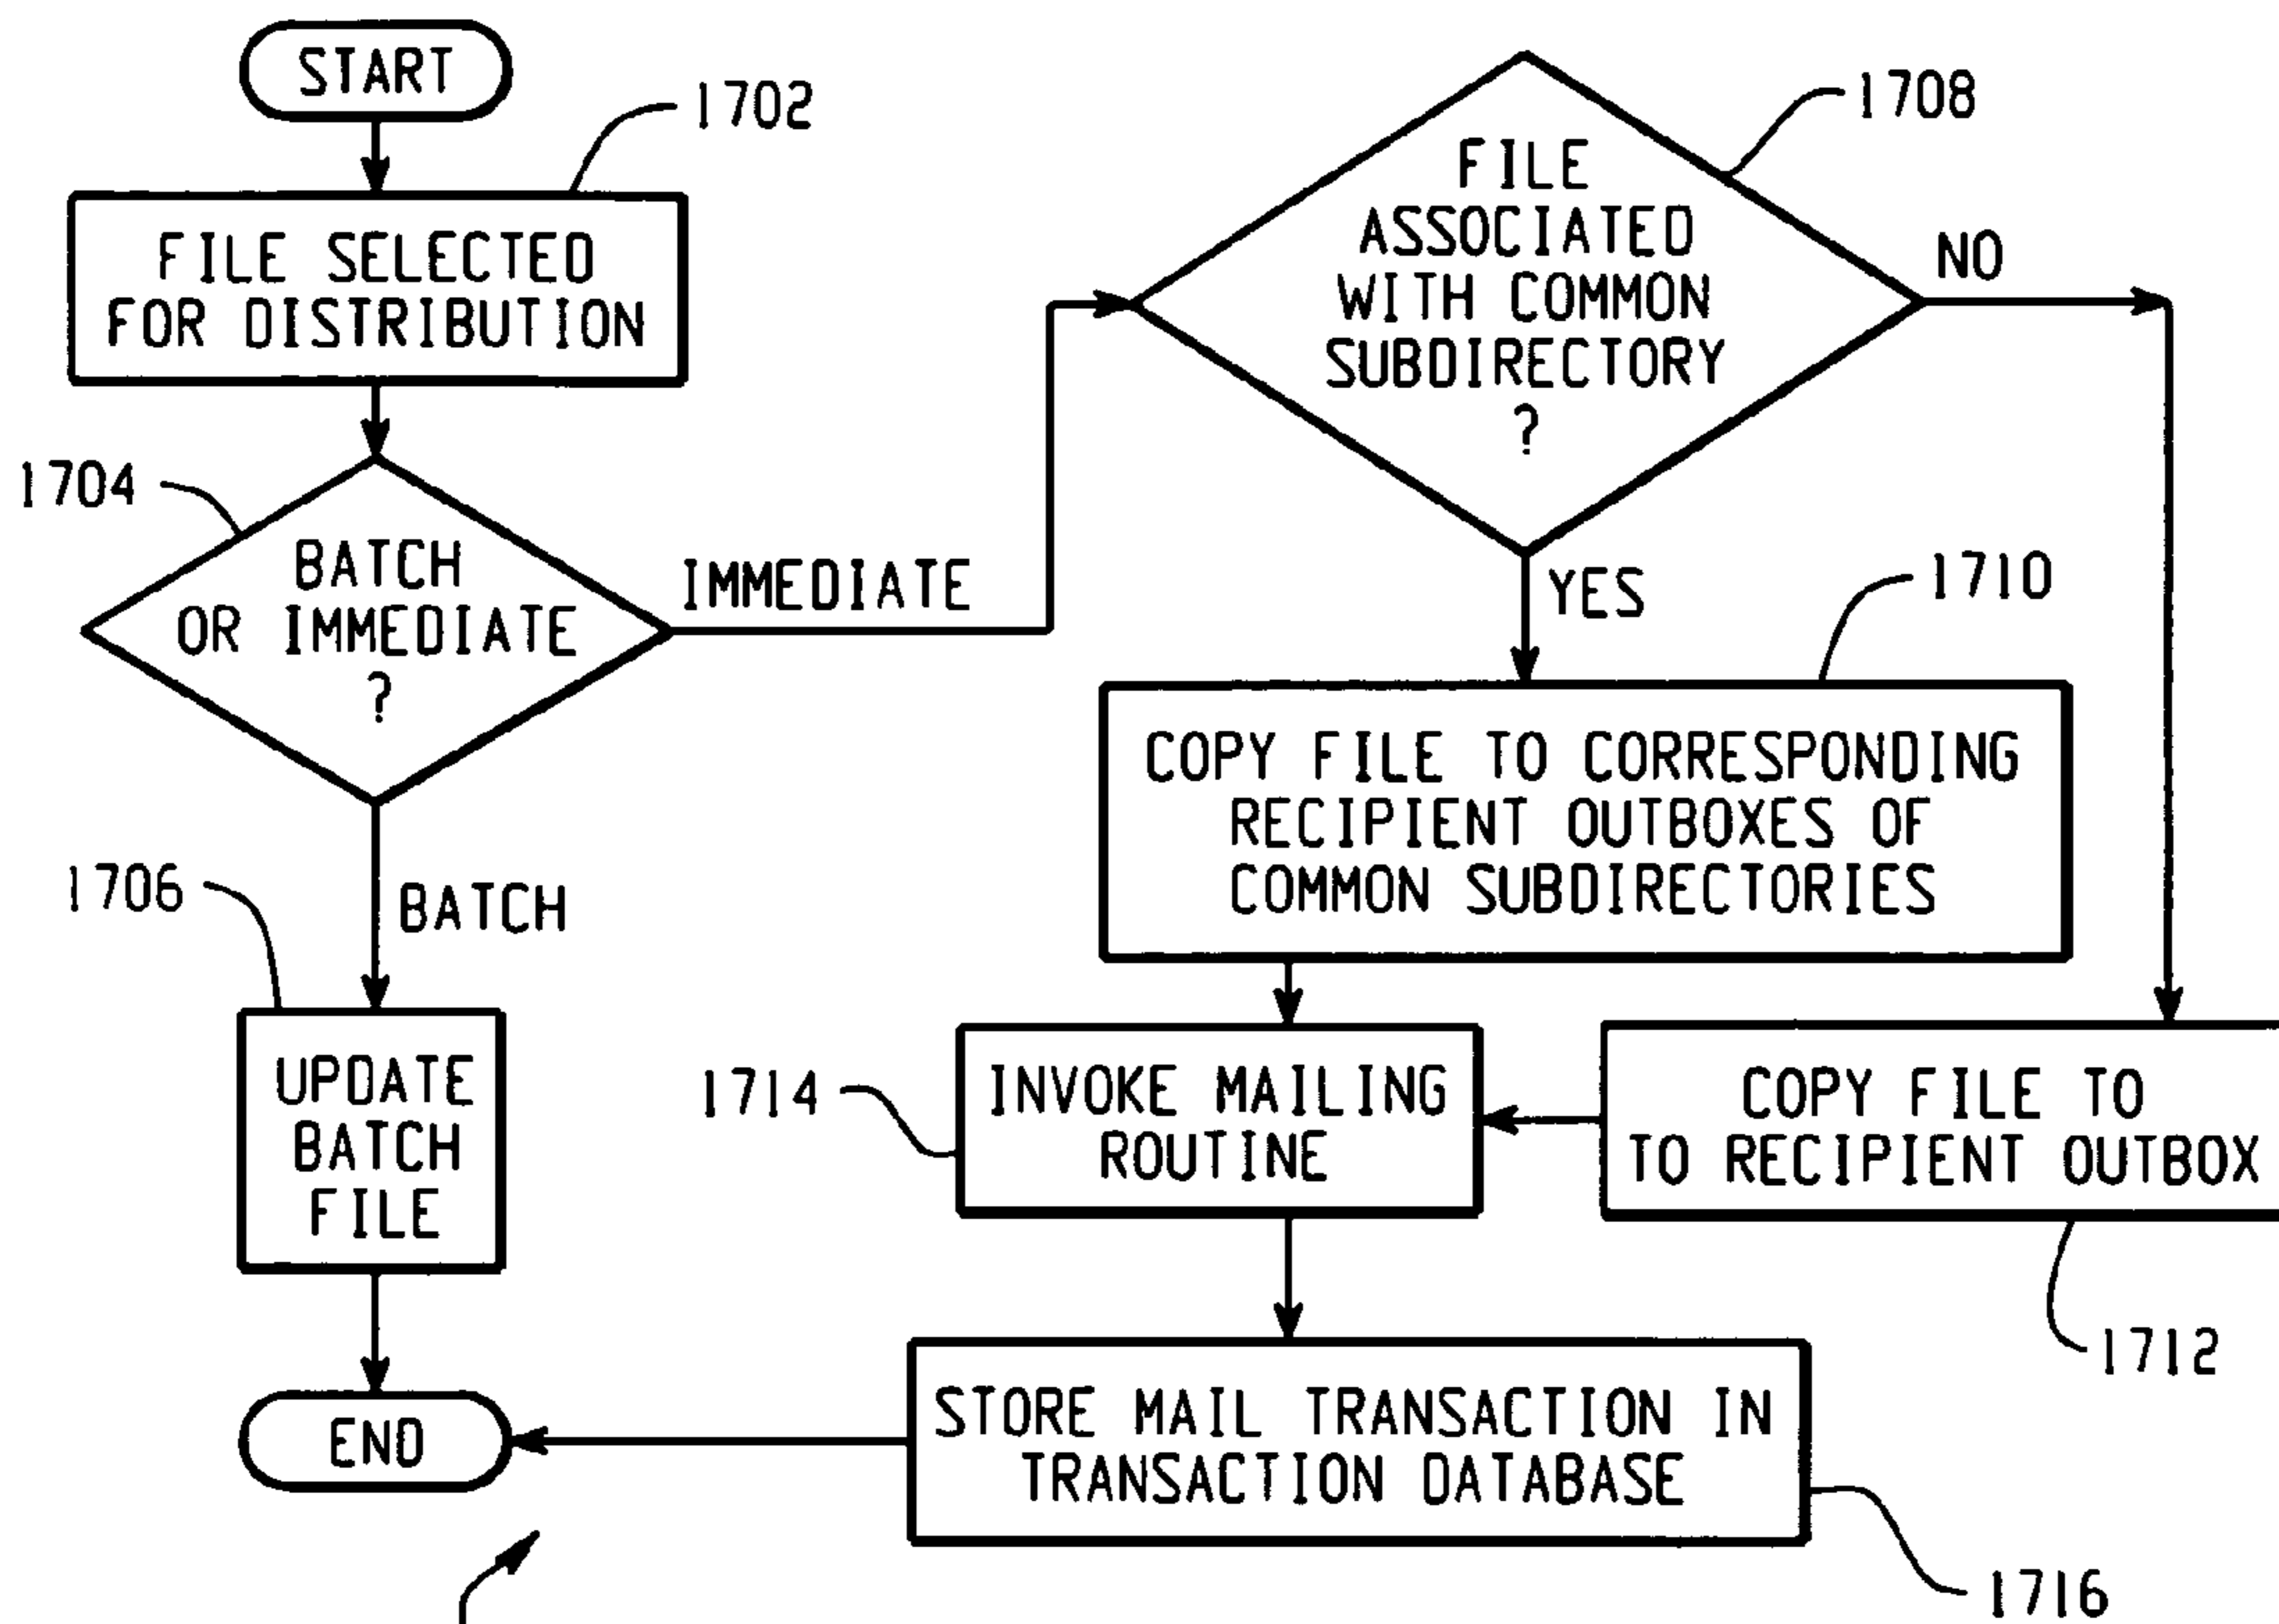 START
1702
FILE SELECTED
FOR DISTRIBUTION
1704
BATCH
OR IMMEDIATE
?
IMMEDIATE
1706
BATCH
UPDATE
BATCH
FILE
END
1708
FILE
ASSOCIATED
WITH COMMON
SUBDIRECTORY
?
NO
YES
1710
COPY FILE TO CORRESPONDING
RECIPIENT OUTBOXES OF
COMMON SUBDIRECTORIES
1714
INVOKE MAILING
ROUTINE
COPY FILE TO
TO RECIPIENT OUTBOX
1712
STORE MAIL TRANSACTION IN
TRANSACTION DATABASE
1716